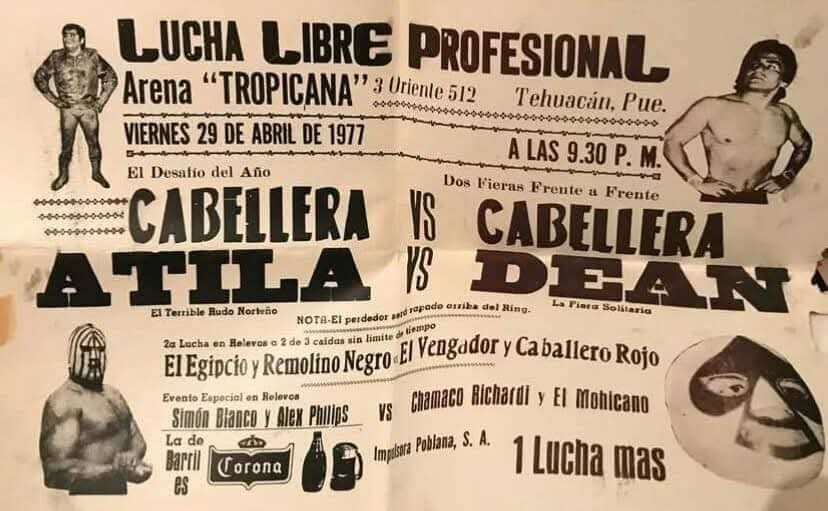 LUCHA LIBRE PROFESIONAL
Arena "TROPICANA" 3 Oriente 512 Tehuacán, Pue.
VIERNES 29 DE ABRIL DE 1977
A LAS 9.30 P. M.
El Desafio del Año
Dos Fieras Frente a Frente
CABELLERA VS CABELLERA
ATILA VS DEAN
El Terrible Rudo Norteño
La Fiera Solitaria
NOTA-El perdedor será rapado arriba del Ring.
2a Lucha en Relevos a 2 de 3 caidas sin limite de tiempo
El Egipcio y Remolino Negro El Vengador y Caballero Rojo
Evento Especial en Relevos
Simón Blanco y Alex Philips VS Chamaco Richardi y El Mohicano
La de
Barril
es
Corona
Impulsora Poblana, S. A.
1 Lucha mas